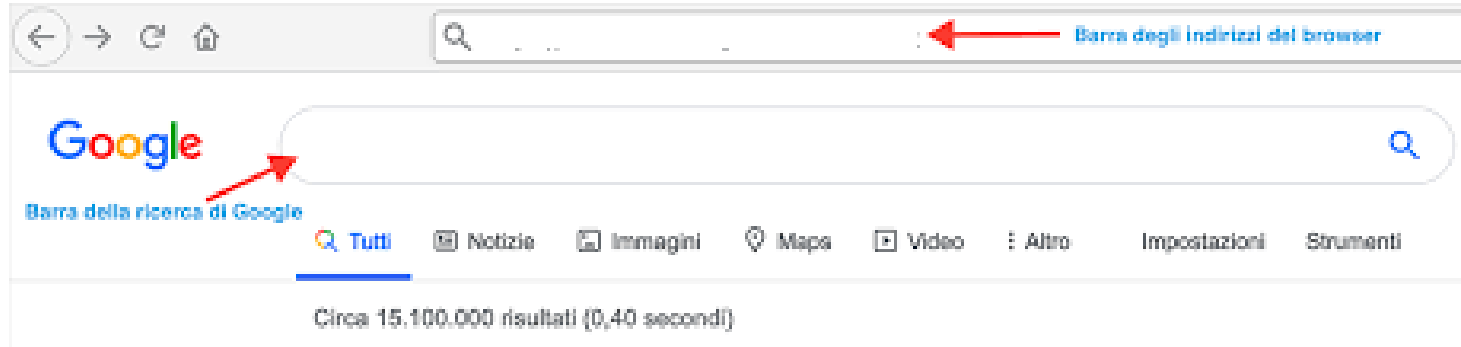 Barra degli indirizzi del browser
Google
Barra della ricerca di Google
Tutti Notizie Immagini Maps Video Altro Impostazioni Strumenti
Circa 15.100.000 risultati (0,40 secondi)